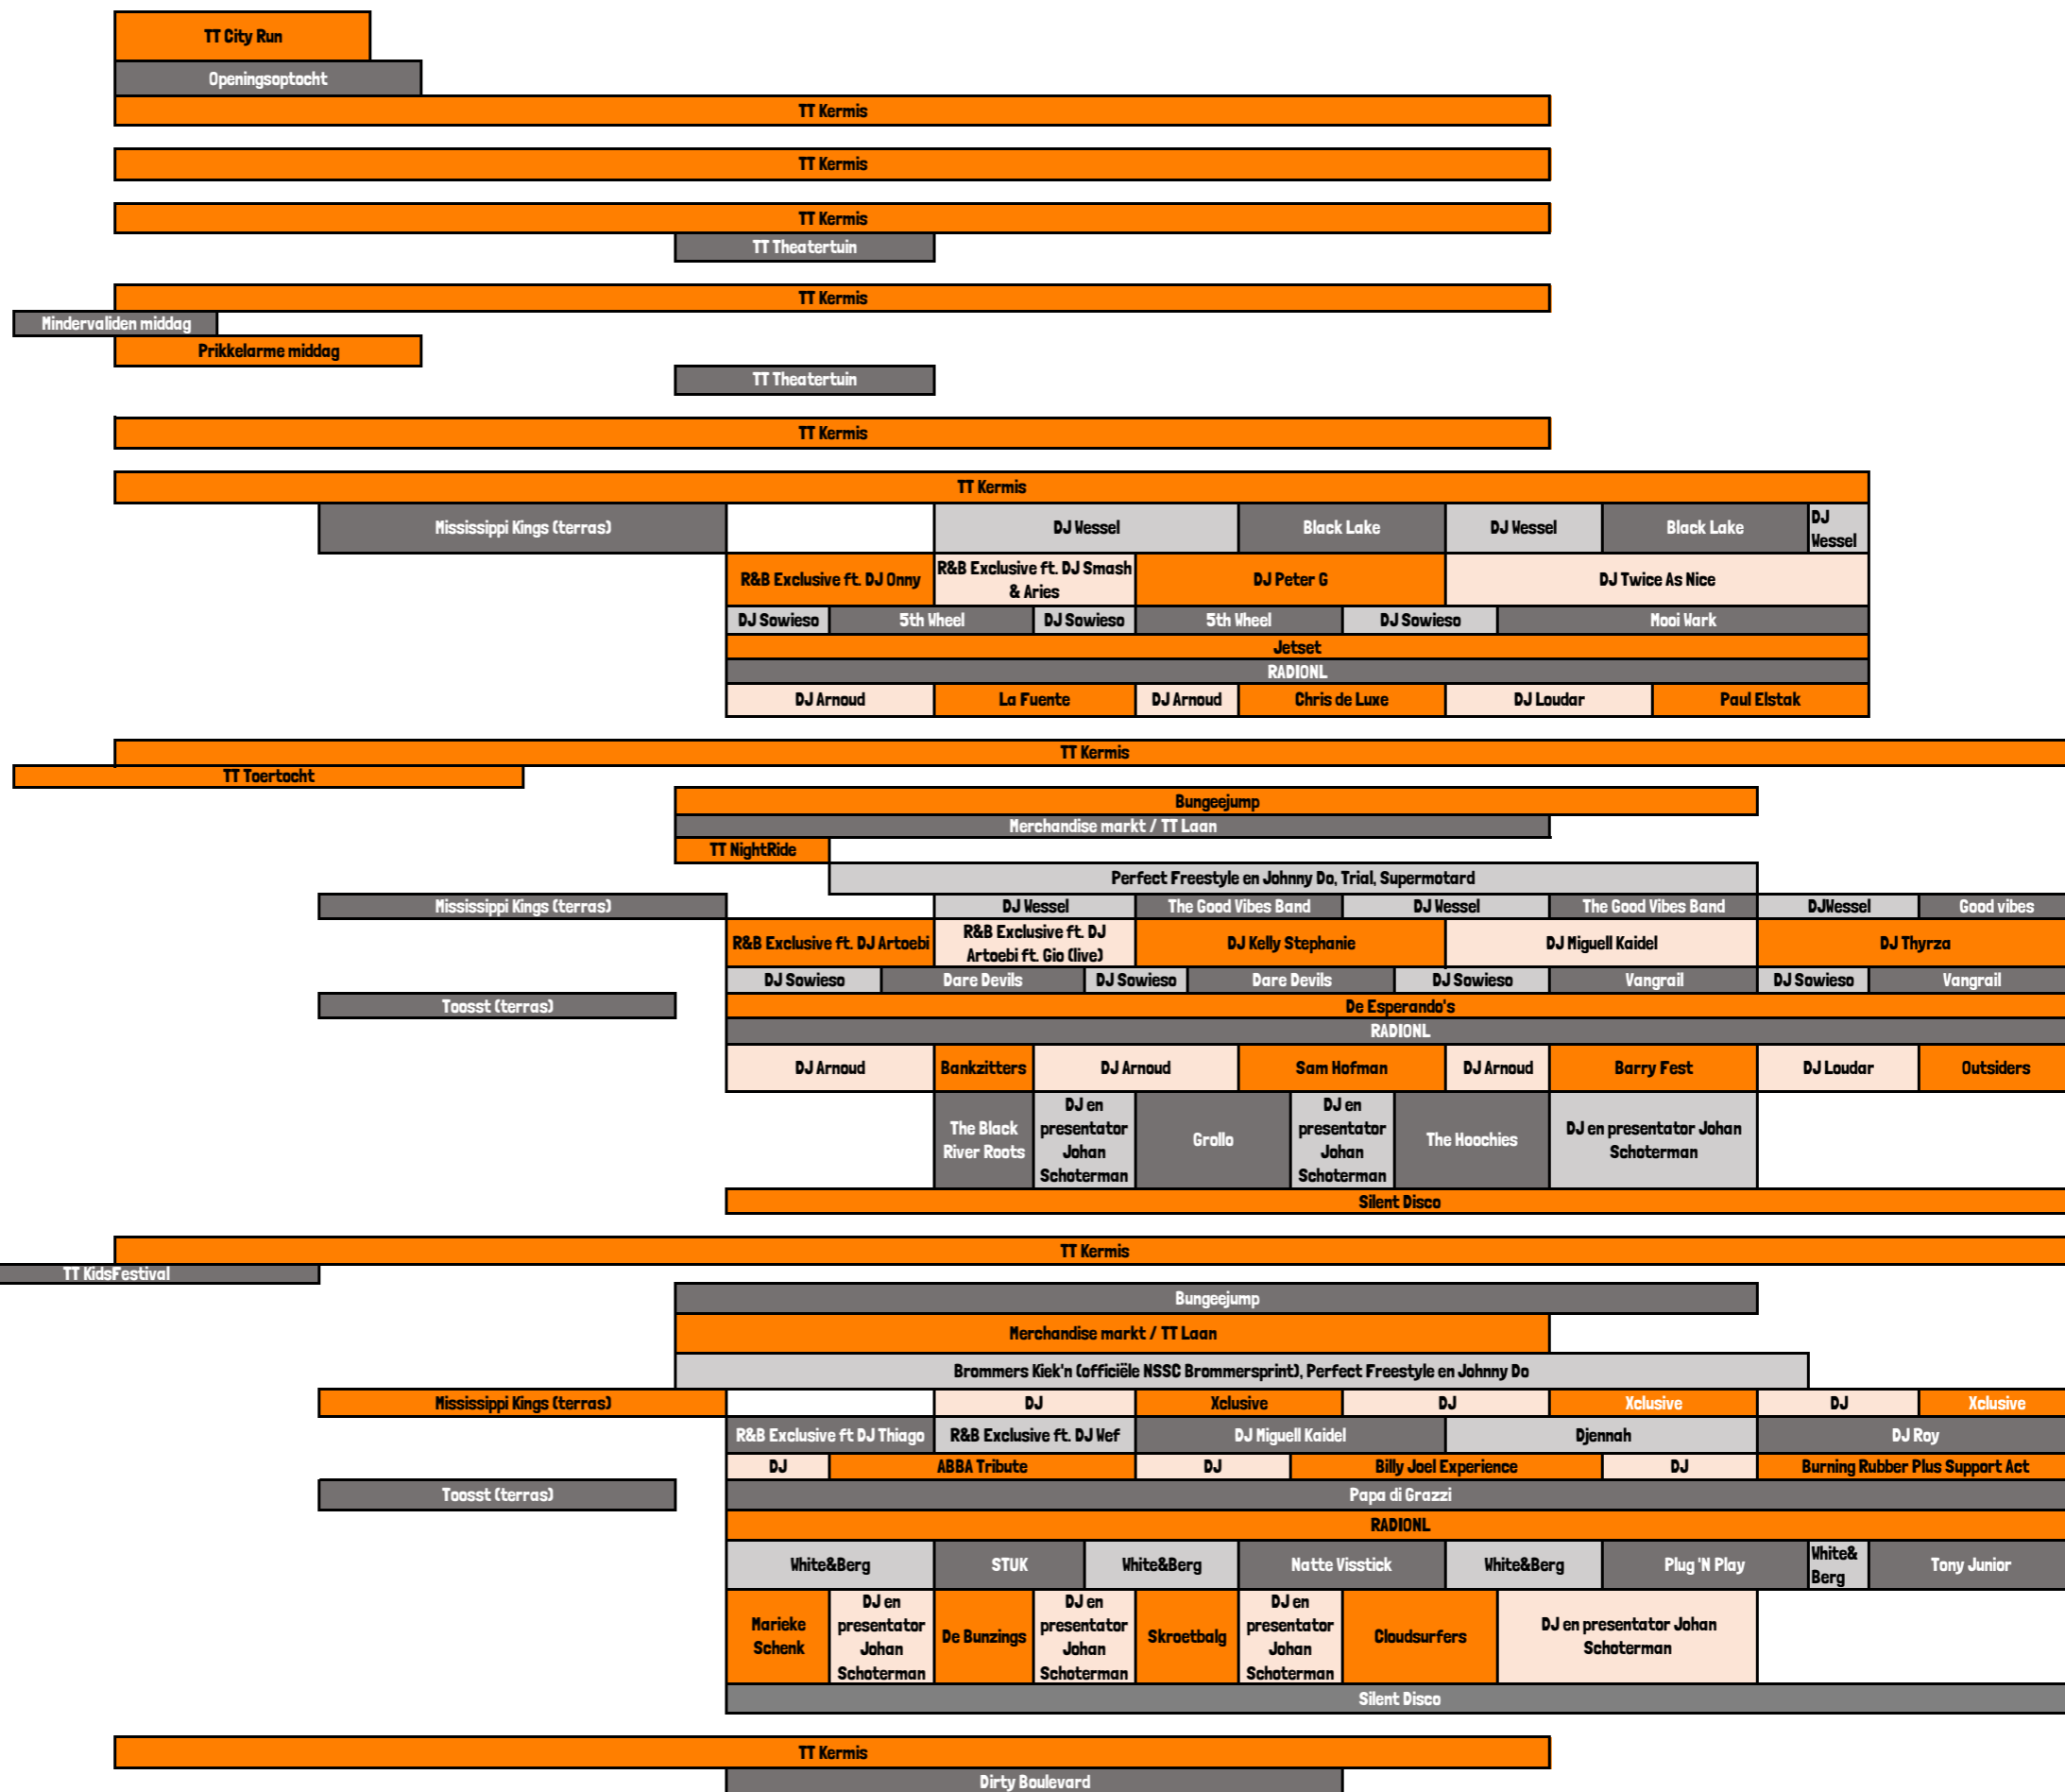 TT City Run
Openingsoptocht
TT Kermis
TT Kermis
TT Kermis
TT Theatertuin
TT Kermis
Mindervaliden middag
Prikkelarme middag
TT Theatertuin
TT Kermis
TT Kermis
Mississippi Kings (terras)
DJ Wessel
Black Lake
DJ Wessel
Black Lake
DJ
Wessel
R&B Exclusive ft. DJ Onny
R&B Exclusive ft. DJ Smash
& Aries
DJ Peter G
DJ Twice As Nice
DJ Sowieso
5th Wheel
DJ Sowieso
5th Wheel
DJ Sowieso
Mooi Wark
Jetset
RADIONL
DJ Arnoud
La Fuente
DJ Arnoud
Chris de Luxe
DJ Loudar
Paul Elstak
TT Kermis
TT Toertocht
Bungeejump
Merchandise markt / TT Laan
TT NightRide
Perfect Freestyle en Johnny Do, Trial, Supermotard
Mississippi Kings (terras)
DJ Wessel
The Good Vibes Band
DJ Wessel
The Good Vibes Band
DJWessel
Good vibes
R&B Exclusive ft. DJ Artoebi
R&B Exclusive ft. DJ
Artoebi ft. Gio (live)
DJ Kelly Stephanie
DJ Miguell Kaidel
DJ Thyrza
DJ Sowieso
Dare Devils
DJ Sowieso
Dare Devils
DJ Sowieso
Vangrail
DJ Sowieso
Vangrail
Toosst (terras)
De Esperando's
RADIONL
DJ Arnoud
Bankzitters
DJ Arnoud
Sam Hofman
DJ Arnoud
Barry Fest
DJ Loudar
Outsiders
The Black
River Roots
DJ en
presentator
Johan
Schoterman
Grollo
DJ en
presentator
Johan
Schoterman
The Hoochies
DJ en presentator Johan
Schoterman
Silent Disco
TT Kermis
TT KidsFestival
Bungeejump
Merchandise markt / TT Laan
Brommers Kiek'n (officiële NSSC Brommersprint), Perfect Freestyle en Johnny Do
Mississippi Kings (terras)
DJ
Xclusive
DJ
Xclusive
DJ
Xclusive
R&B Exclusive ft DJ Thiago
R&B Exclusive ft. DJ Wef
DJ Miguell Kaidel
Djennah
DJ Roy
DJ
ABBA Tribute
DJ
Billy Joel Experience
DJ
Burning Rubber Plus Support Act
Toosst (terras)
Papa di Grazzi
RADIONL
White&Berg
STUK
White&Berg
Natte Visstick
White&Berg
Plug 'N Play
White&
Berg
Tony Junior
Marieke
Schenk
DJ en
presentator
Johan
Schoterman
De Bunzings
DJ en
presentator
Johan
Schoterman
Skroetbalg
DJ en
presentator
Johan
Schoterman
Cloudsurfers
DJ en presentator Johan
Schoterman
Silent Disco
TT Kermis
Dirty Boulevard